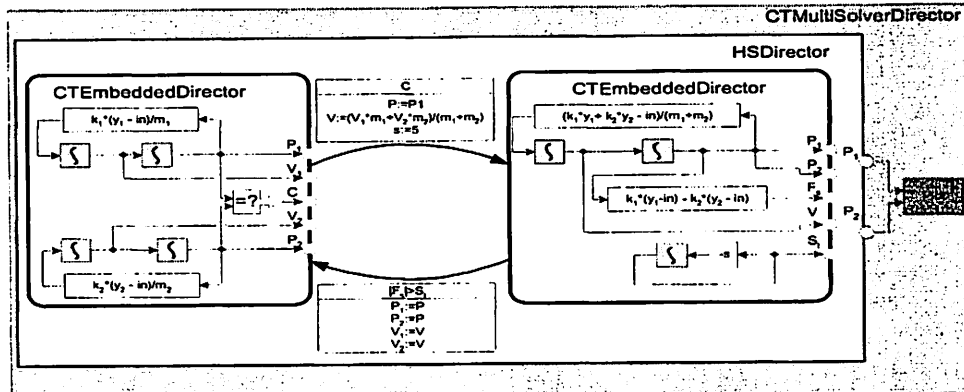 CTMultiSolverDirector
HSDirector
CTEmbeddedDirector
k₁*(y₁ - in)/m₁
∫ ∫
P₁
V₁
C
=?
V₂
P₂
∫ ∫
k₂*(y₂ - in)/m₂
C
P:=P1
V:=(V₁*m₁+V₂*m₂)/(m₁+m₂)
s:=5
|Fₛ|>Sₜ
P₁:=P
P₂:=P
V₁:=V
V₂:=V
CTEmbeddedDirector
(k₁*y₁+ k₂*y₂ - in)/(m₁+m₂)
∫ ∫
k₁*(y₁-in) - k₂*(y₂ - in)
V
∫ -s
P₁
P₂